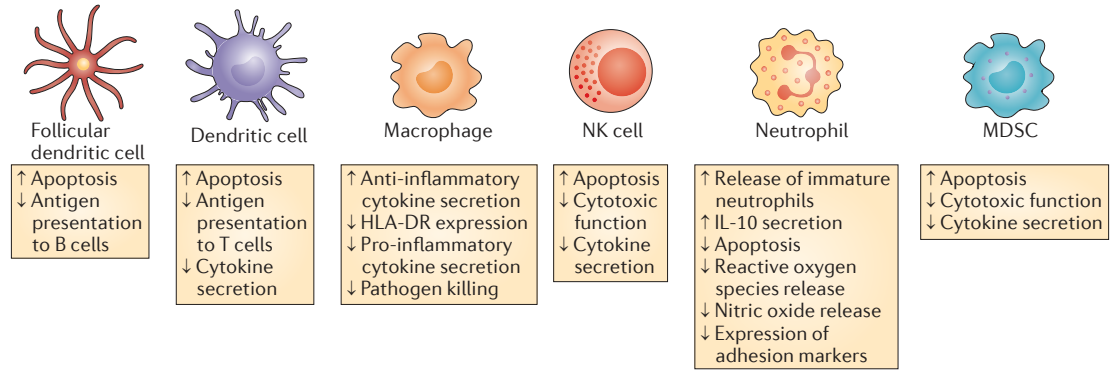 Follicular
dendritic cell
↑ Apoptosis
↓ Antigen
presentation
to B cells
Dendritic cell
↑ Apoptosis
↓ Antigen
presentation
to T cells
↓ Cytokine
secretion
Macrophage
↑ Anti-inflammatory
cytokine secretion
↓ HLA-DR expression
↓ Pro-inflammatory
cytokine secretion
↓ Pathogen killing
NK cell
↑ Apoptosis
↓ Cytotoxic
function
↓ Cytokine
secretion
Neutrophil
↑ Release of immature
neutrophils
↑ IL-10 secretion
↓ Apoptosis
↓ Reactive oxygen
species release
↓ Nitric oxide release
↓ Expression of
adhesion markers
MDSC
↑ Apoptosis
↓ Cytotoxic function
↓ Cytokine secretion